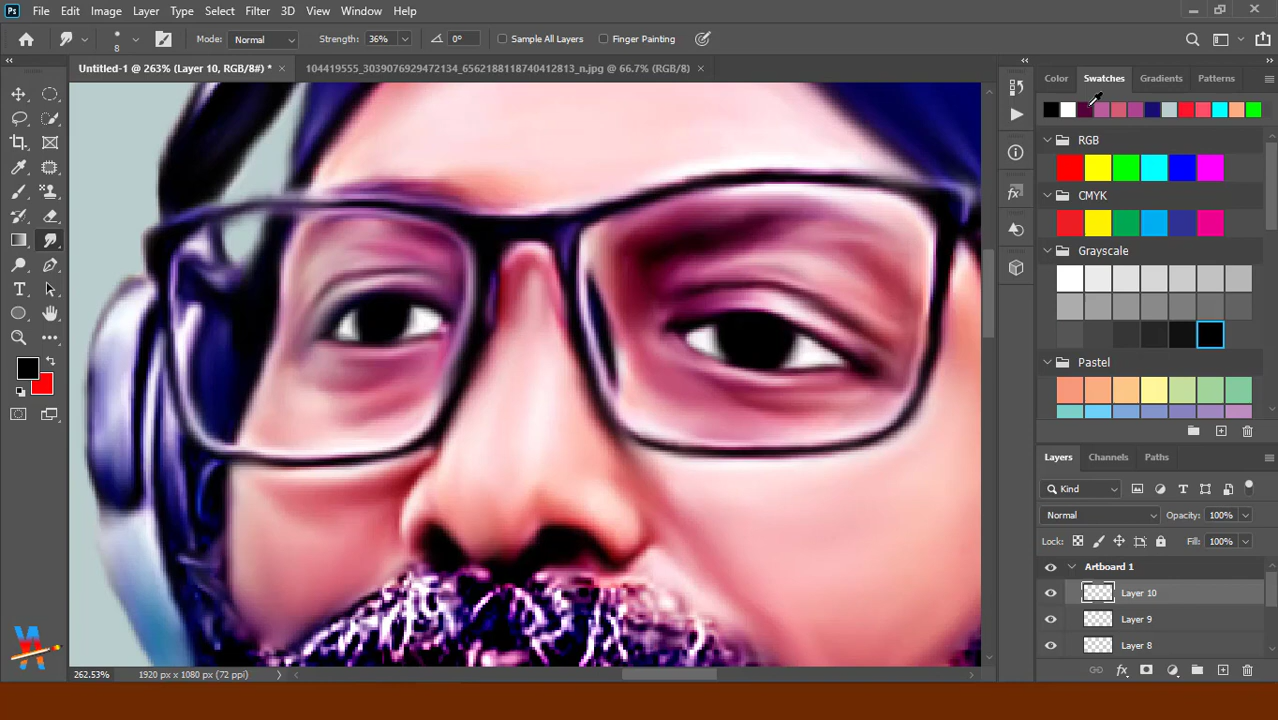 Ps File Edit Image Layer Type Select Filter 3D View Window Help
8 Mode: Normal Strength: 36% 0° Sample All Layers Finger Painting
Untitled-1 @ 263% (Layer 10, RGB/8#) * × 104419555_3039076929472134_6562188118740412813_n.jpg @ 66.7% (RGB/8) ×
Color Swatches Gradients Patterns
RGB
CMYK
Grayscale
Pastel
Layers Channels Paths
Kind
Normal Opacity: 100%
Lock: Fill: 100%
Artboard 1
Layer 10
Layer 9
Layer 8
262.53% 1920 px x 1080 px (72 ppi)